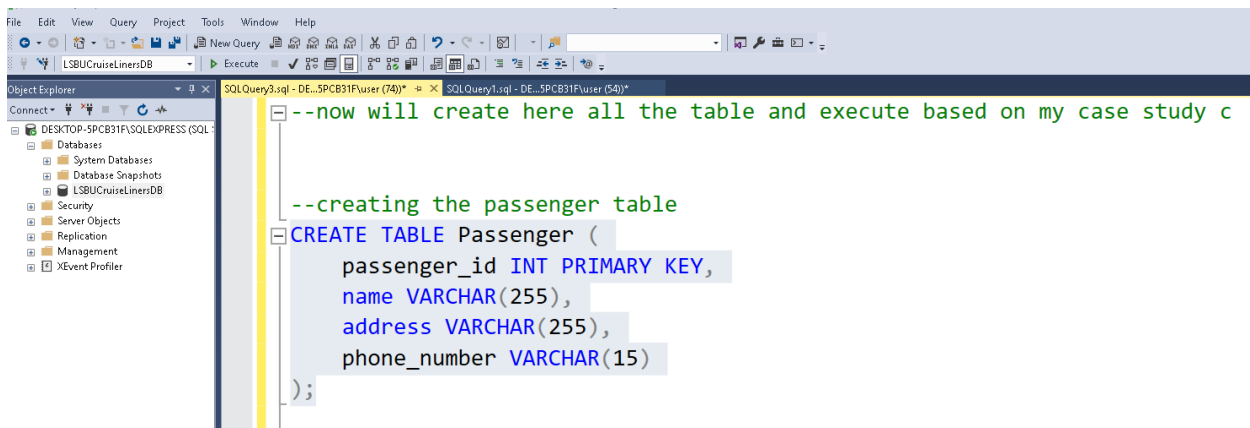 File Edit View Query Project Tools Window Help
New Query
LSBUCruiseLinersDB Execute
Object Explorer
SQLQuery3.sql - DE...5PCB31F\user (74))* SQLQuery1.sql - DE...5PCB31F\user (54))*
Connect
DESKTOP-5PCB31F\SQLEXPRESS (SQL
Databases
System Databases
Database Snapshots
LSBUCruiseLinersDB
Security
Server Objects
Replication
Management
XEvent Profiler
--now will create here all the table and execute based on my case study c
--creating the passenger table
CREATE TABLE Passenger (
passenger_id INT PRIMARY KEY,
name VARCHAR(255),
address VARCHAR(255),
phone_number VARCHAR(15)
);